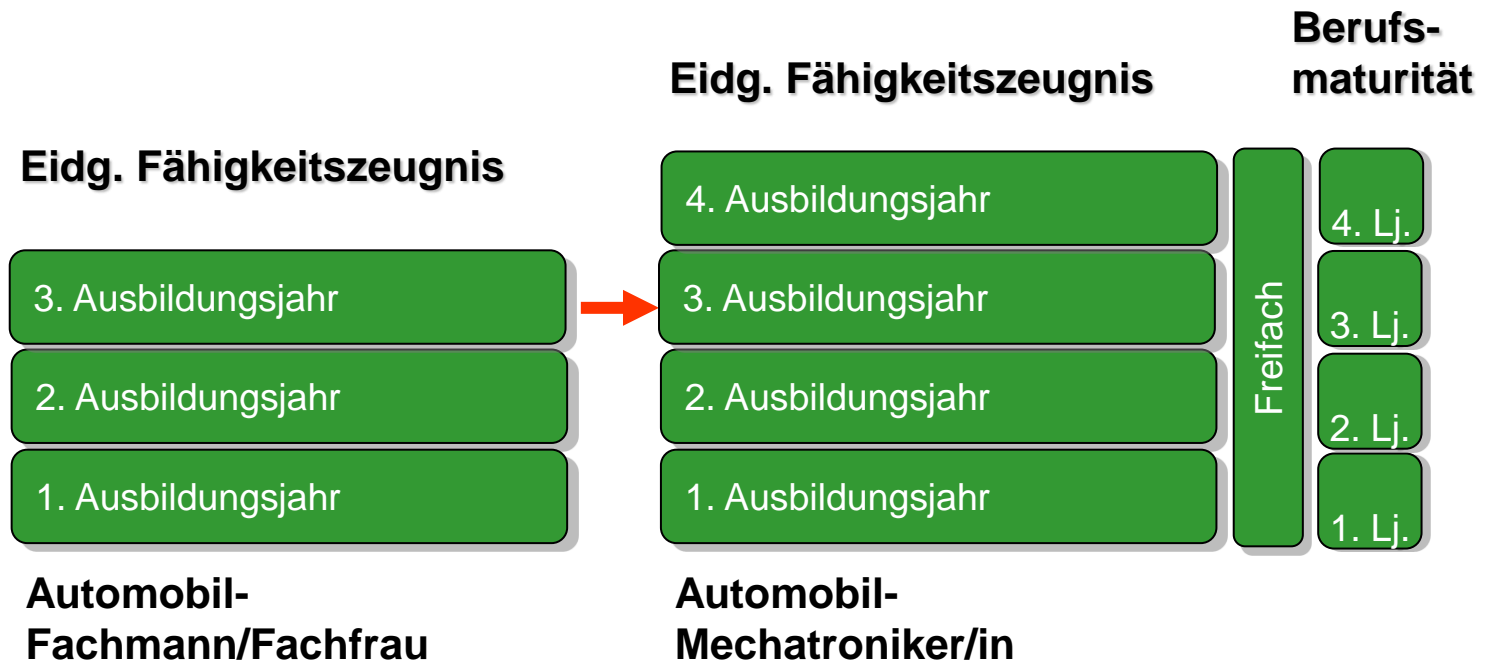 Eidg. Fähigkeitszeugnis
3. Ausbildungsjahr
2. Ausbildungsjahr
1. Ausbildungsjahr
Automobil-
Fachmann/Fachfrau
Eidg. Fähigkeitszeugnis
4. Ausbildungsjahr
3. Ausbildungsjahr
2. Ausbildungsjahr
1. Ausbildungsjahr
Automobil-
Mechatroniker/in
Freifach
Berufs-
maturität
4. Lj.
3. Lj.
2. Lj.
1. Lj.